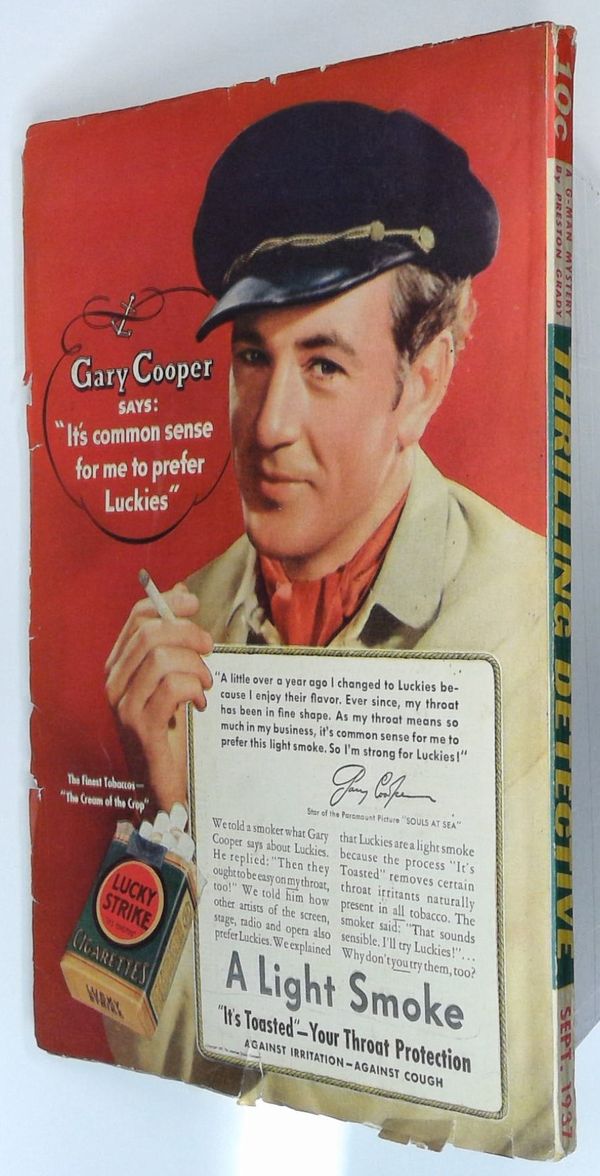 Gary Cooper
SAYS:
"It's common sense
for me to prefer
Luckies"
"A little over a year ago I changed to Luckies be-
cause I enjoy their flavor. Ever since, my throat
has been in fine shape. As my throat means so
much in my business, it's common sense for me to
prefer this light smoke. So I'm strong for Luckies!"
Gary Cooper
Star of the Paramount Picture "SOULS AT SEA"
The Finest Tobaccos—
"The Cream of the Crop"
We told a smoker what Gary
Cooper says about Luckies.
He replied: "Then they
ought to be easy on my throat,
too!" We told him how
other artists of the screen,
stage, radio and opera also
prefer Luckies. We explained
that Luckies are a light smoke
because the process "It's
Toasted" removes certain
throat irritants naturally
present in all tobacco. The
smoker said: "That sounds
sensible. I'll try Luckies!"...
Why don't you try them, too?
LUCKY
STRIKE
"IT'S TOASTED"
CIGARETTES
LUCKY
STRIKE
A Light Smoke
"It's Toasted"—Your Throat Protection
AGAINST IRRITATION—AGAINST COUGH
10¢
A G-MAN MYSTERY
BY PRESTON GRADY
THRILLING DETECTIVE
SEPT. 1937